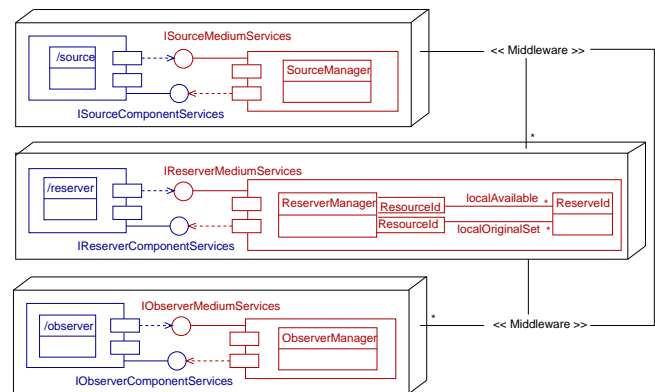 ISourceMediumServices
/source
SourceManager
<< Middleware >>
ISourceComponentServices
*
IReserverMediumServices
/reserver
ReserverManager
ResourceId
localAvailable
*
ReserveId
ResourceId
localOriginalSet
*
IReserverComponentServices
IObserverMediumServices
*
<< Middleware >>
/observer
ObserverManager
IObserverComponentServices